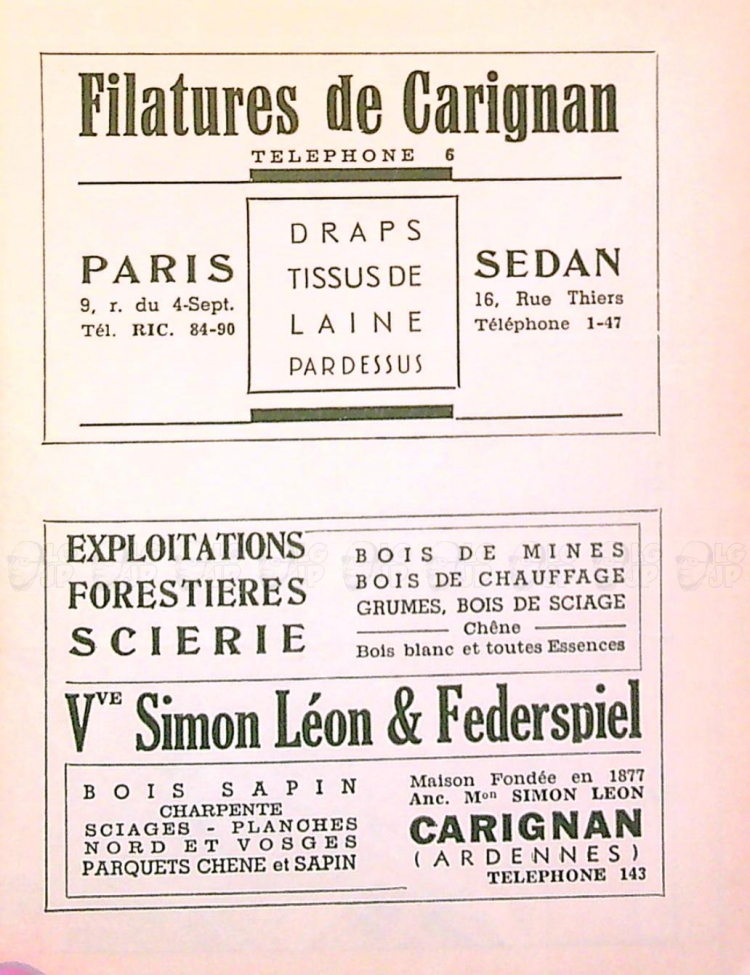 Filatures de Carignan
TELEPHONE 6
PARIS
9, r. du 4-Sept.
Tél. RIC. 84-90
DRAPS
TISSUS DE
LAINE
PARDESSUS
SEDAN
16, Rue Thiers
Téléphone 1-47
EXPLOITATIONS
FORESTIERES
SCIERIE
BOIS DE MINES
BOIS DE CHAUFFAGE
GRUMES, BOIS DE SCIAGE
Chêne
Bois blanc et toutes Essences
Vve Simon Léon & Federspiel
BOIS SAPIN
CHARPENTE
SCIAGES - PLANCHES
NORD ET VOSGES
PARQUETS CHENE et SAPIN
Maison Fondée en 1877
Anc. Mon SIMON LEON
CARIGNAN
(ARDENNES)
TELEPHONE 143